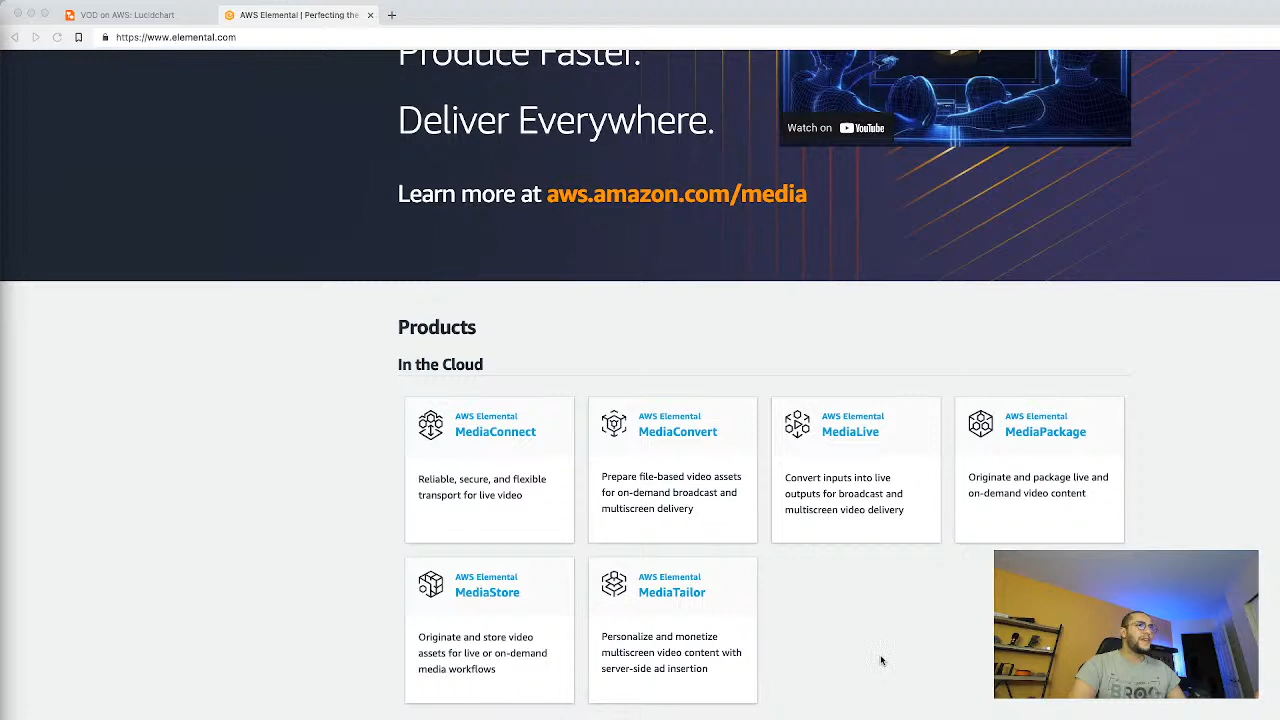 VOD on AWS: Lucidchart
AWS Elemental | Perfecting the
https://www.elemental.com
Produce Faster.
Deliver Everywhere.
Watch on YouTube
Learn more at aws.amazon.com/media
Products
In the Cloud
AWS Elemental
MediaConnect
Reliable, secure, and flexible
transport for live video
AWS Elemental
MediaConvert
Prepare file-based video assets
for on-demand broadcast and
multiscreen delivery
AWS Elemental
MediaLive
Convert inputs into live
outputs for broadcast and
multiscreen video delivery
AWS Elemental
MediaPackage
Originate and package live and
on-demand video content
AWS Elemental
MediaStore
Originate and store video
assets for live or on-demand
media workflows
AWS Elemental
MediaTailor
Personalize and monetize
multiscreen video content with
server-side ad insertion